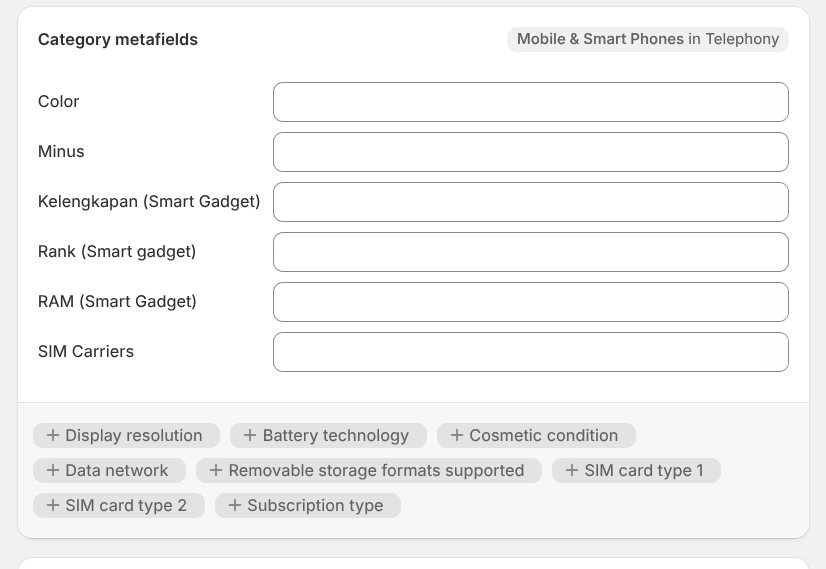 Category metafields
Mobile & Smart Phones in Telephony
Color
Minus
Kelengkapan (Smart Gadget)
Rank (Smart gadget)
RAM (Smart Gadget)
SIM Carriers
+ Display resolution + Battery technology + Cosmetic condition
+ Data network + Removable storage formats supported + SIM card type 1
+ SIM card type 2 + Subscription type